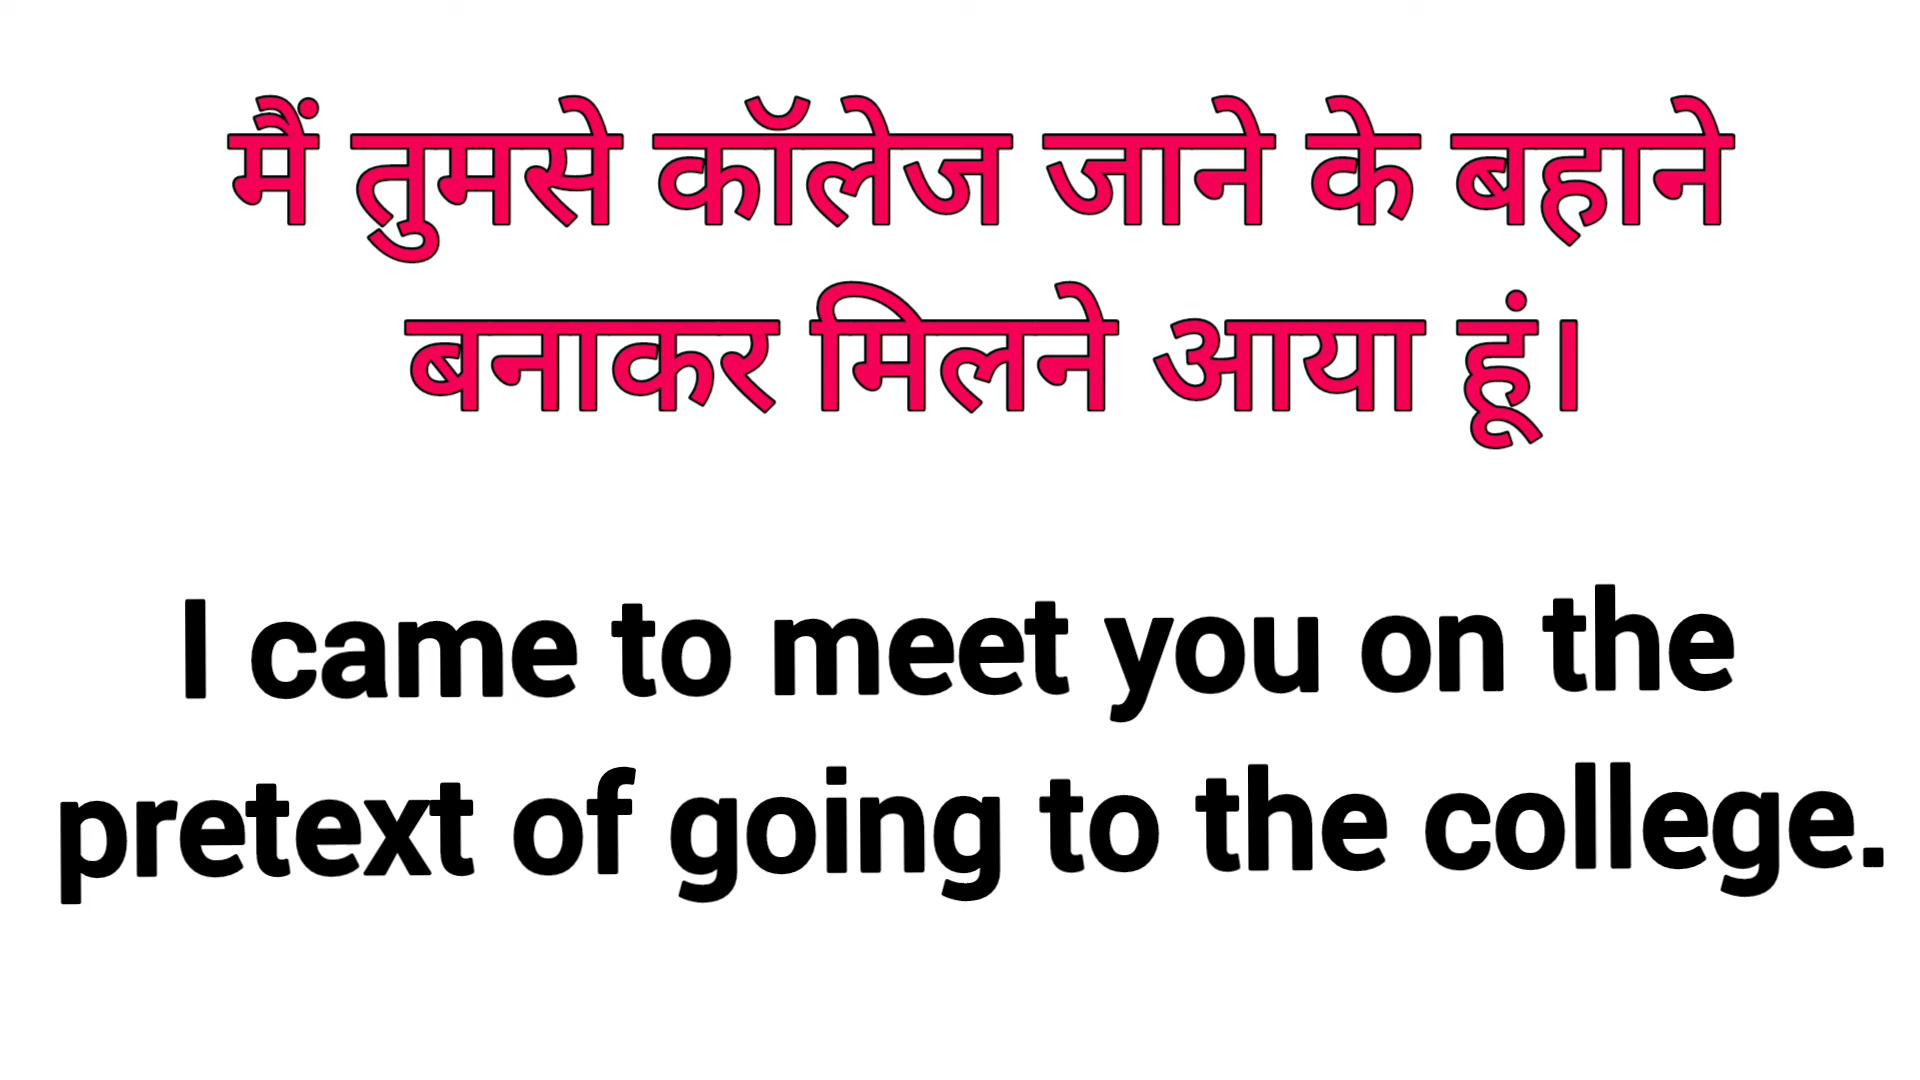 मैं तुमसे कॉलेज जाने के बहाने
बनाकर मिलने आया हूं।
I came to meet you on the
pretext of going to the college.